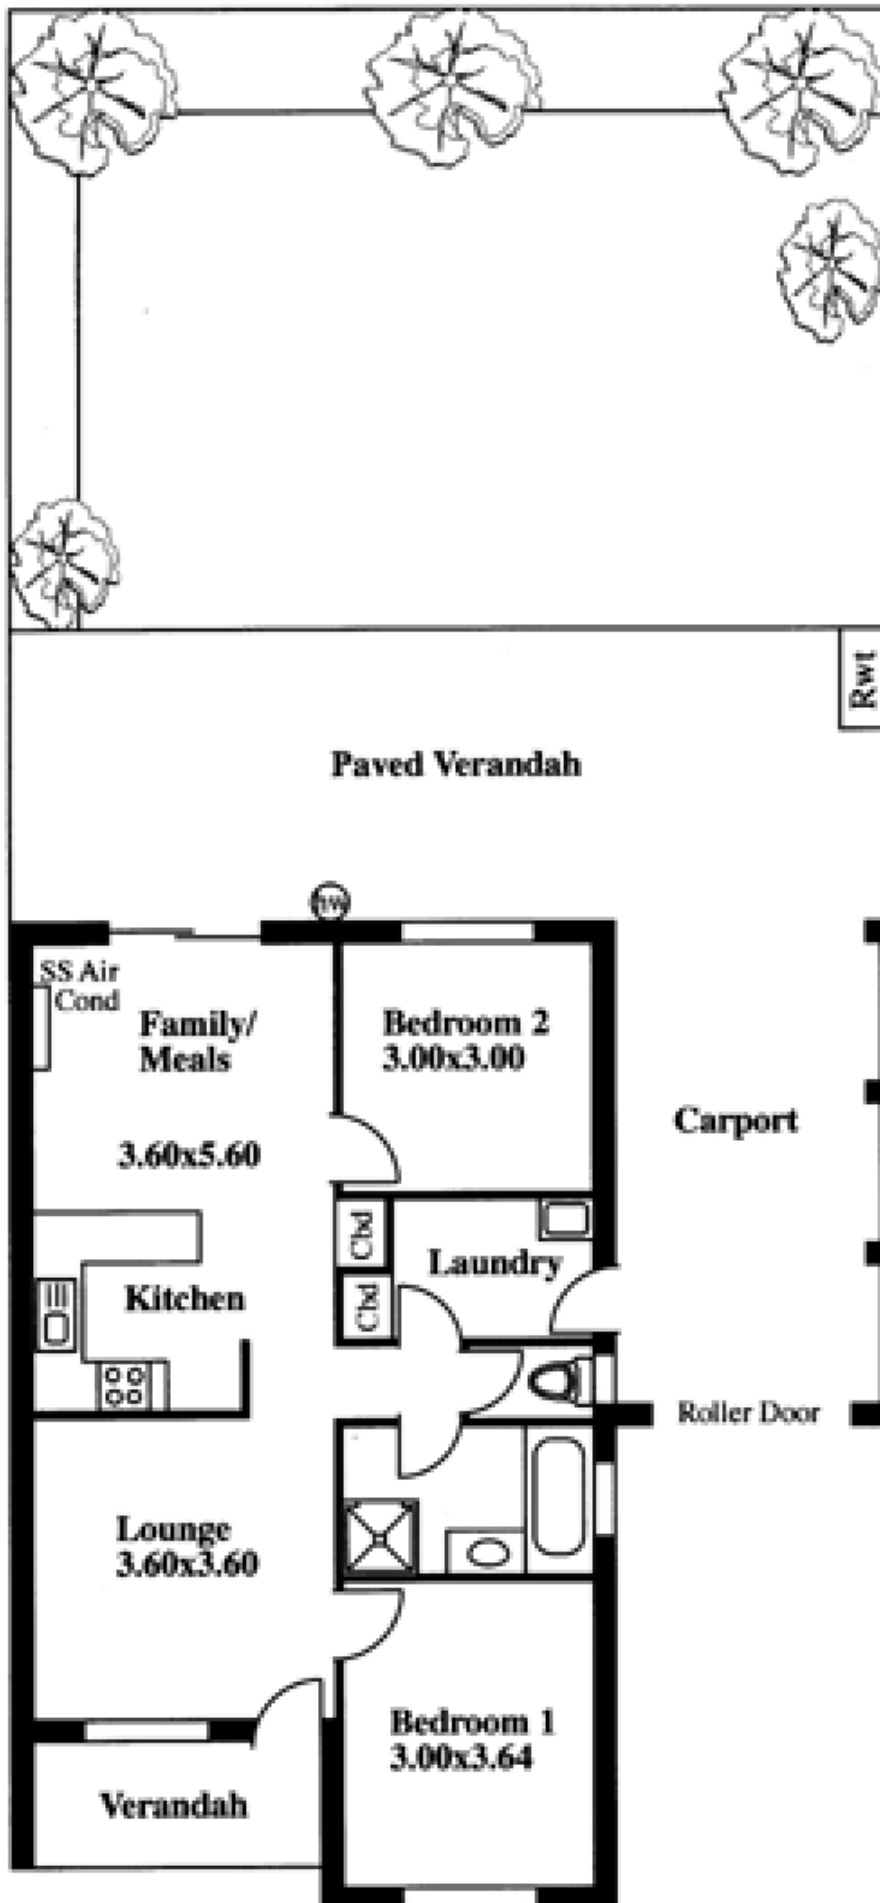 Rwt
Paved Verandah
SS Air
Cond
Family/
Meals
3.60x5.60
Bedroom 2
3.00x3.00
Carport
Cbd
Laundry
Cbd
Kitchen
Roller Door
Lounge
3.60x3.60
Bedroom 1
3.00x3.64
Verandah